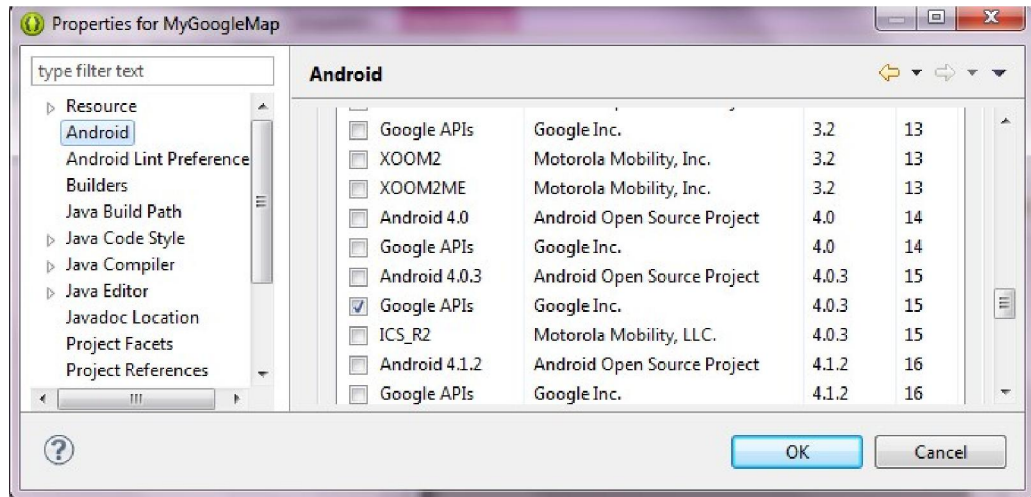 Properties for MyGoogleMap
type filter text
Resource
Android
Android Lint Preference
Builders
Java Build Path
Java Code Style
Java Compiler
Java Editor
Javadoc Location
Project Facets
Project References
Android
Google APIs Google Inc. 3.2 13
XOOM2 Motorola Mobility, Inc. 3.2 13
XOOM2ME Motorola Mobility, Inc. 3.2 13
Android 4.0 Android Open Source Project 4.0 14
Google APIs Google Inc. 4.0 14
Android 4.0.3 Android Open Source Project 4.0.3 15
Google APIs Google Inc. 4.0.3 15
ICS_R2 Motorola Mobility, LLC. 4.0.3 15
Android 4.1.2 Android Open Source Project 4.1.2 16
Google APIs Google Inc. 4.1.2 16
OK
Cancel